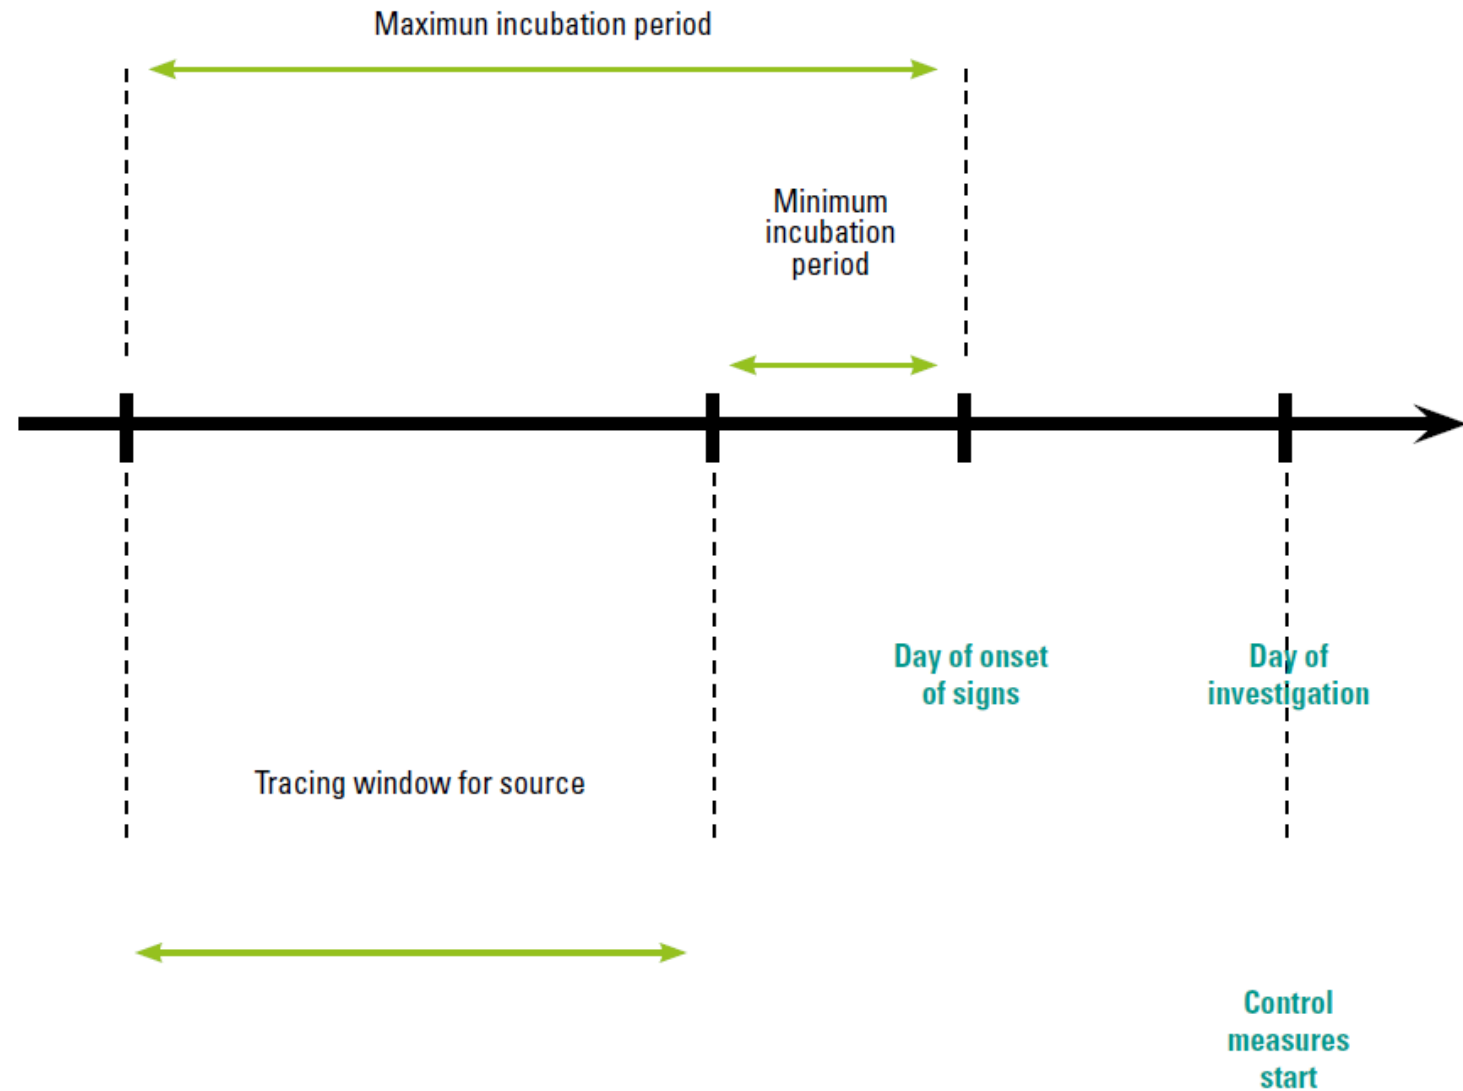 Maximun incubation period
Minimum
incubation
period
Day of onset
of signs
Day of
investigation
Tracing window for source
Control
measures
start